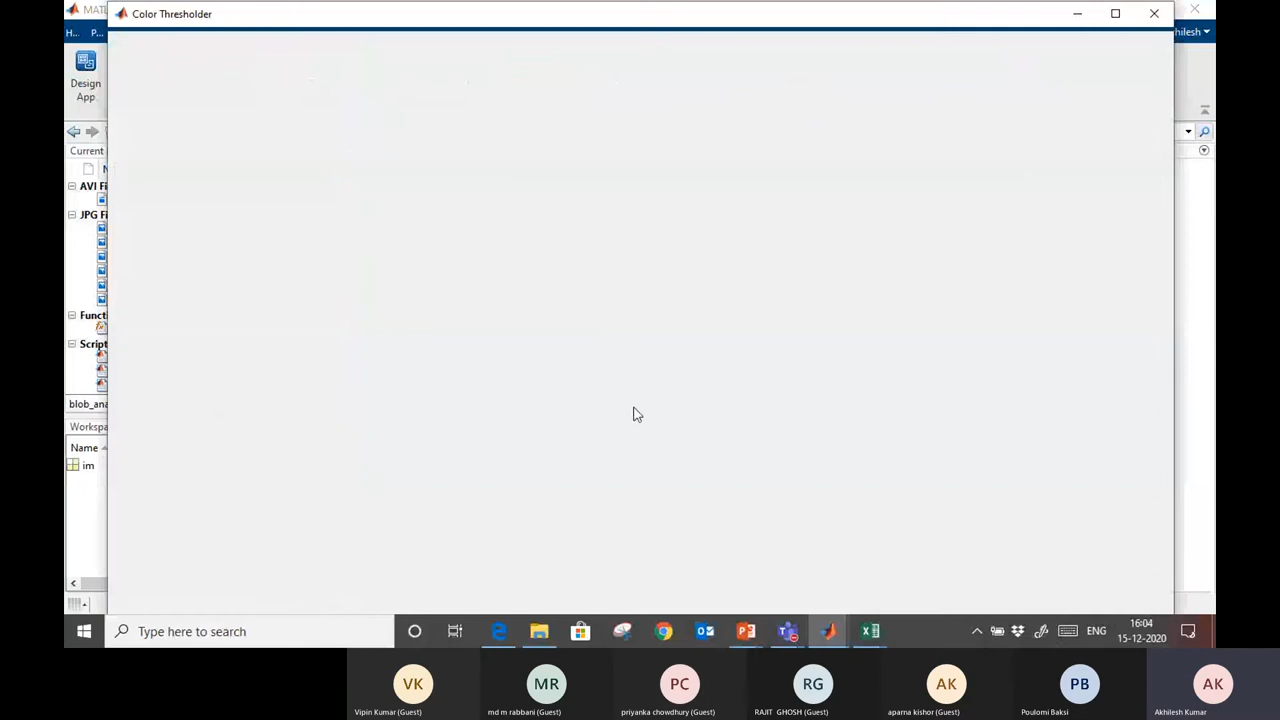 MATL
Color Thresholder
H...
P...
hilesh
Design
App
Current
N
AVI Fi
JPG Fi
Functi
Script
blob_ana
Workspa
Name
im
Type here to search
ENG
16:04
15-12-2020
VK
MR
PC
RG
AK
PB
AK
Vipin Kumar (Guest)
md m rabbani (Guest)
priyanka chowdhury (Guest)
RAJIT GHOSH (Guest)
aparna kishor (Guest)
Poulomi Baksi
Akhilesh Kumar